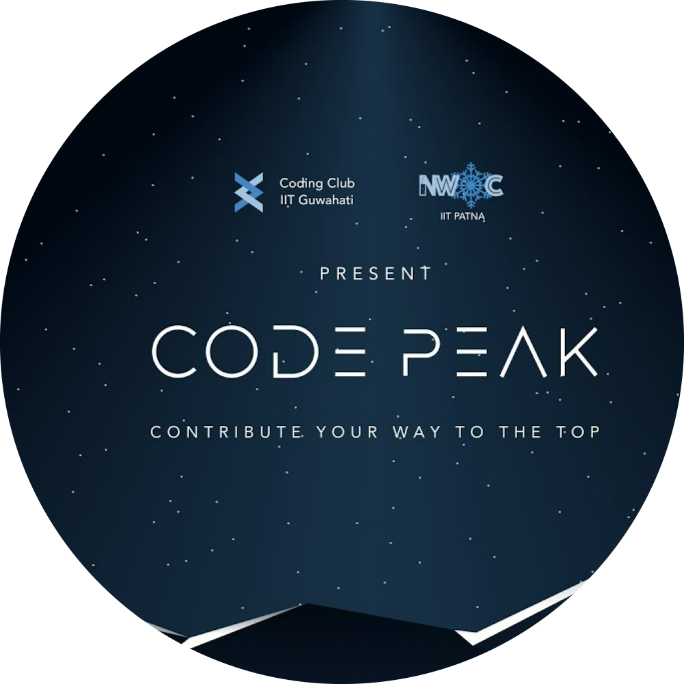 Coding Club
IIT Guwahati
NWOC
IIT PATNA
PRESENT
CODE PEAK
CONTRIBUTE YOUR WAY TO THE TOP